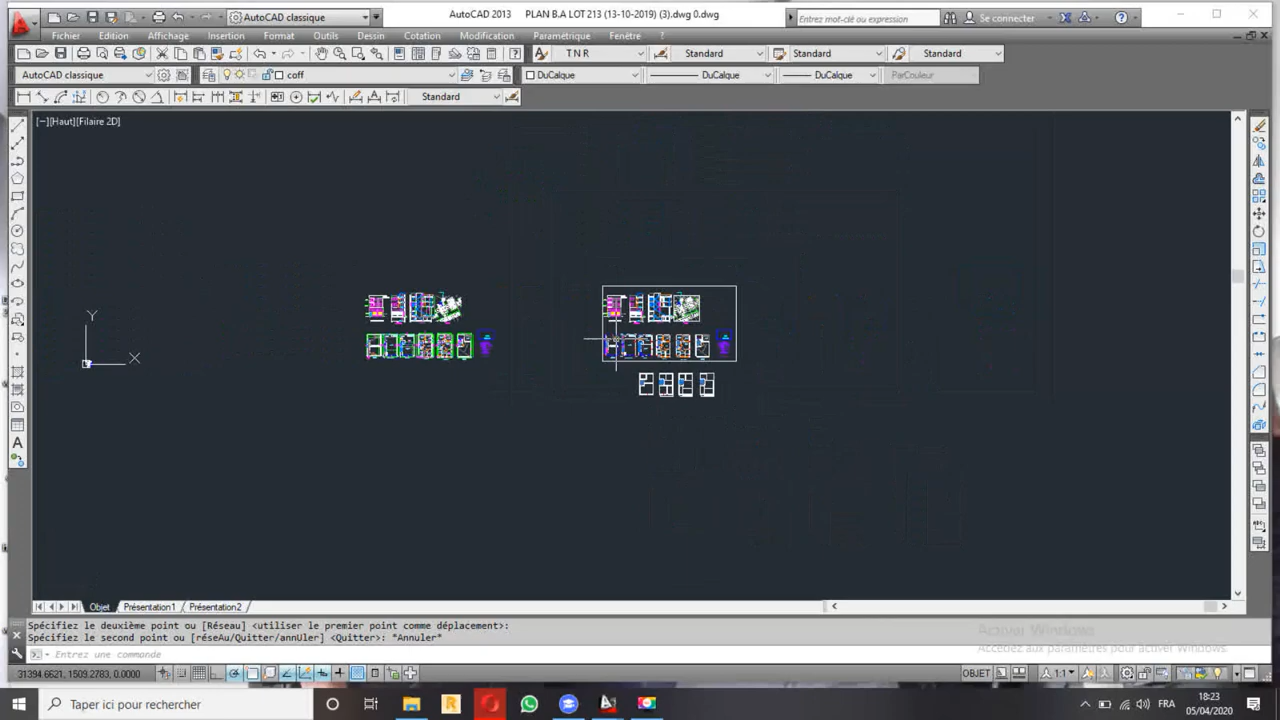 AutoCAD classique
AutoCAD 2013 PLAN B.A LOT 213 (13-10-2019) (3).dwg 0.dwg
Entrez mot-clé ou expression
Se connecter
Fichier Edition Affichage Insertion Format Outils Dessin Cotation Modification Paramétrique Fenêtre ?
T N R
Standard
Standard
Standard
AutoCAD classique
coff
DuCalque
DuCalque
DuCalque
ParCouleur
Standard
[−][Haut][Filaire 2D]
Y
X
A
Objet Présentation1 Présentation2
Spécifiez le deuxième point ou [Réseau] <utiliser le premier point comme déplacement>:
Spécifiez le second point ou [réseAu/Quitter/annUler] <Quitter>: *Annuler*
Entrez une commande
Activer Windows
Accédez aux paramètres pour activer Windows.
31394.6621, 1509.2783, 0.0000
OBJET
1:1
Taper ici pour rechercher
FRA
18:23
05/04/2020